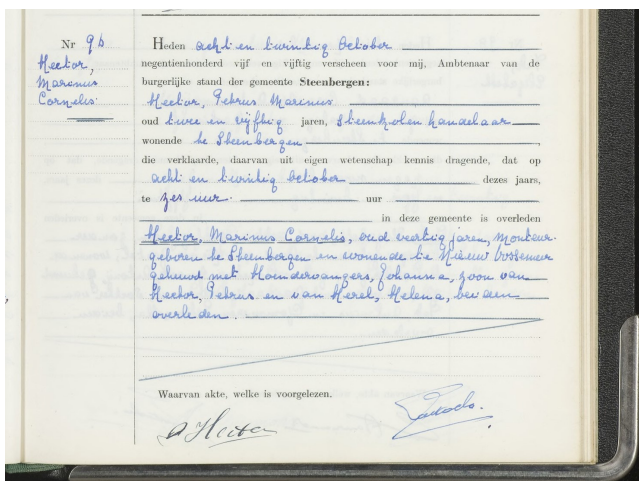 Nr 96
Hector,
Marinus
Cornelis.
Heden acht en twintig October
negentienhonderd vijf en vijftig verscheen voor mij, Ambtenaar van de
burgerlijke stand der gemeente Steenbergen:
Hector, Petrus Marinus
oud twee en vijftig jaren, steenkolenhandelaar
wonende te Steenbergen,
die verklaarde, daarvan uit eigen wetenschap kennis dragende, dat op
acht en twintig October dezes jaars,
te zes uur. uur
in deze gemeente is overleden
Hector, Marinus Cornelis, oud veertig jaren, monteur.
geboren te Steenbergen en wonende te Nieuw Vossemeer
gehuwd met Hoendervangers, Johanna, zoon van
Hector, Petrus en van Herel, Helena, beiden
overleden.
Waarvan akte, welke is voorgelezen.
Hector